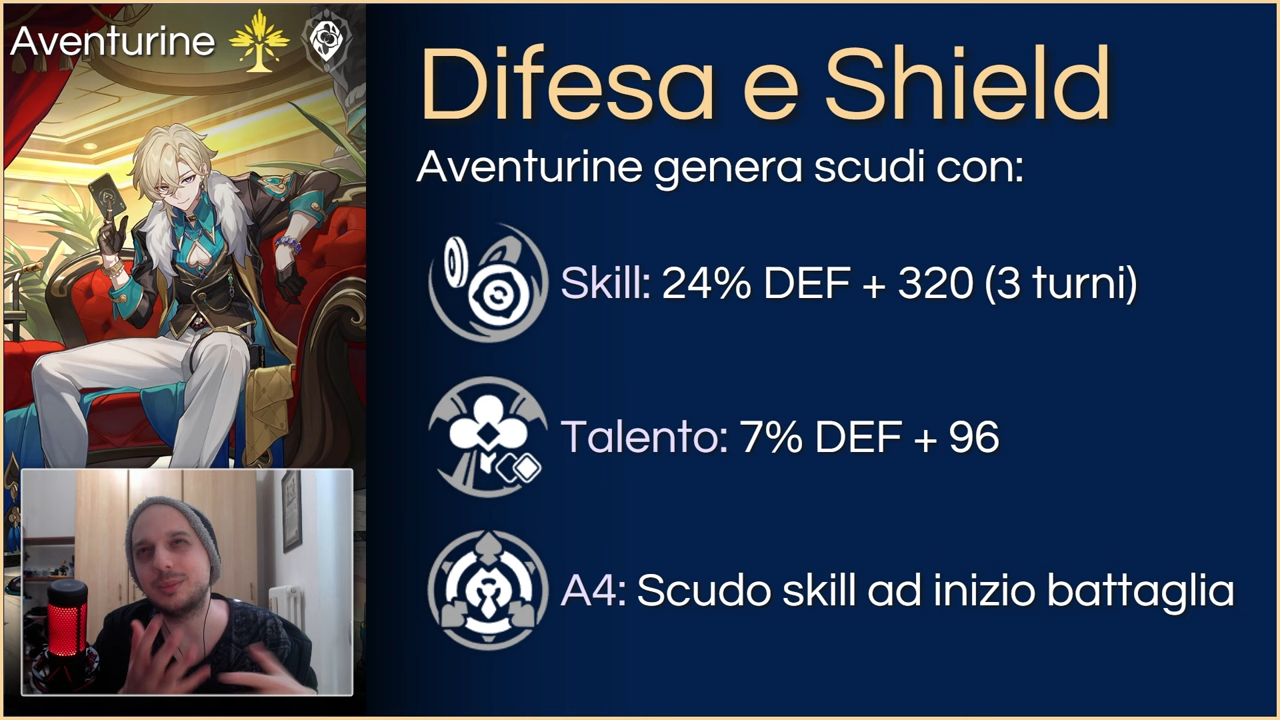 Aventurine
Difesa e Shield
Aventurine genera scudi con:
Skill: 24% DEF + 320 (3 turni)
Talento: 7% DEF + 96
A4: Scudo skill ad inizio battaglia